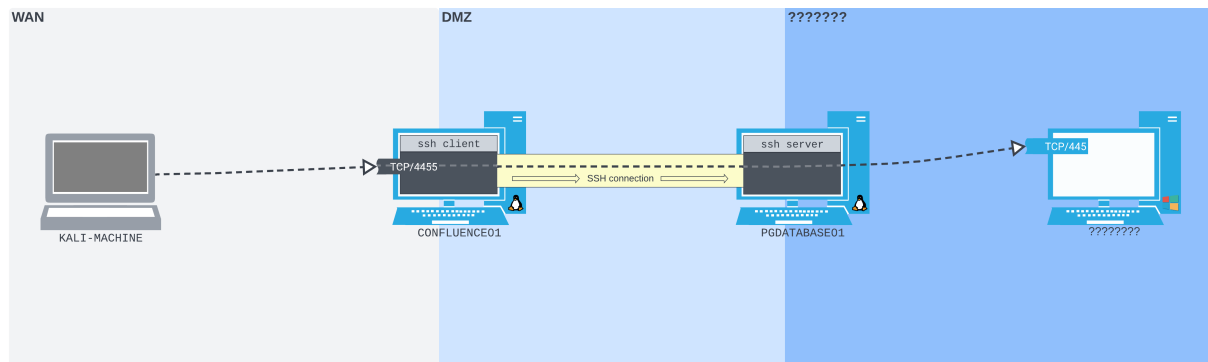 WAN
DMZ
???????
ssh client
ssh server
TCP/4455
TCP/445
SSH connection
KALI-MACHINE
CONFLUENCE01
PGDATABASE01
????????